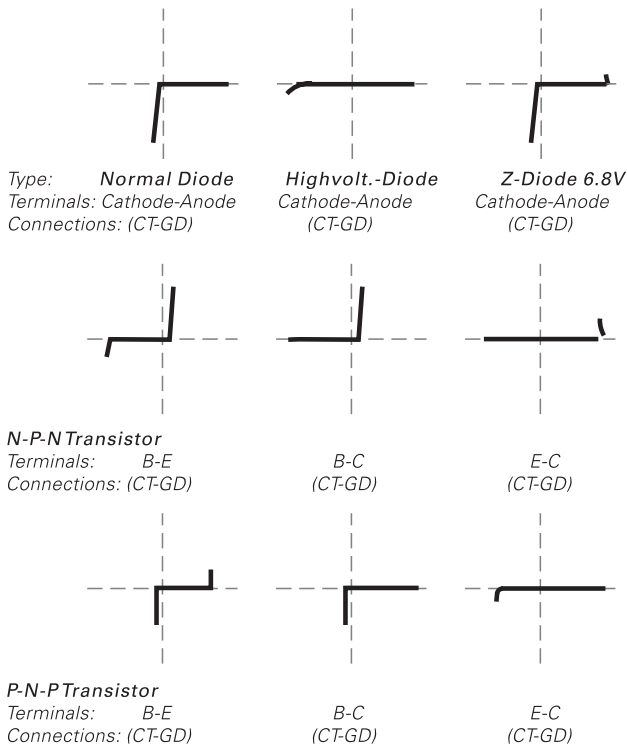 Type: Normal Diode Highvolt.-Diode Z-Diode 6.8V
Terminals: Cathode-Anode Cathode-Anode Cathode-Anode
Connections: (CT-GD) (CT-GD) (CT-GD)
N-P-N Transistor
Terminals: B-E B-C E-C
Connections: (CT-GD) (CT-GD) (CT-GD)
P-N-P Transistor
Terminals: B-E B-C E-C
Connections: (CT-GD) (CT-GD) (CT-GD)